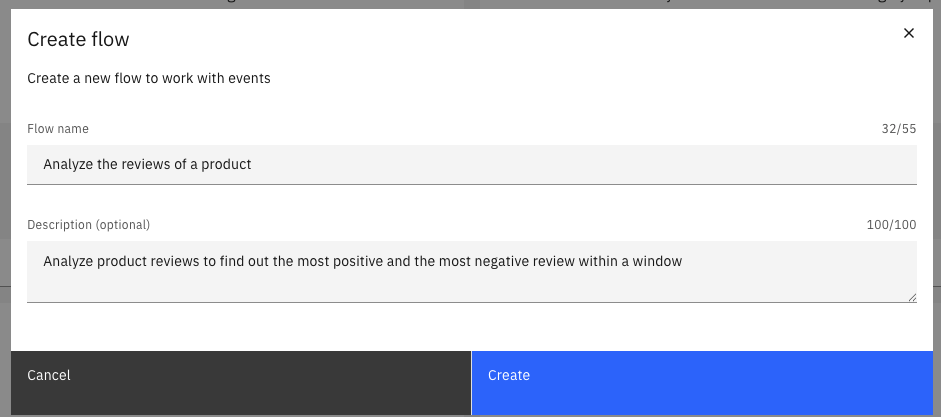 Create flow
Create a new flow to work with events
Flow name
32/55
Analyze the reviews of a product
Description (optional)
100/100
Analyze product reviews to find out the most positive and the most negative review within a window
Cancel
Create